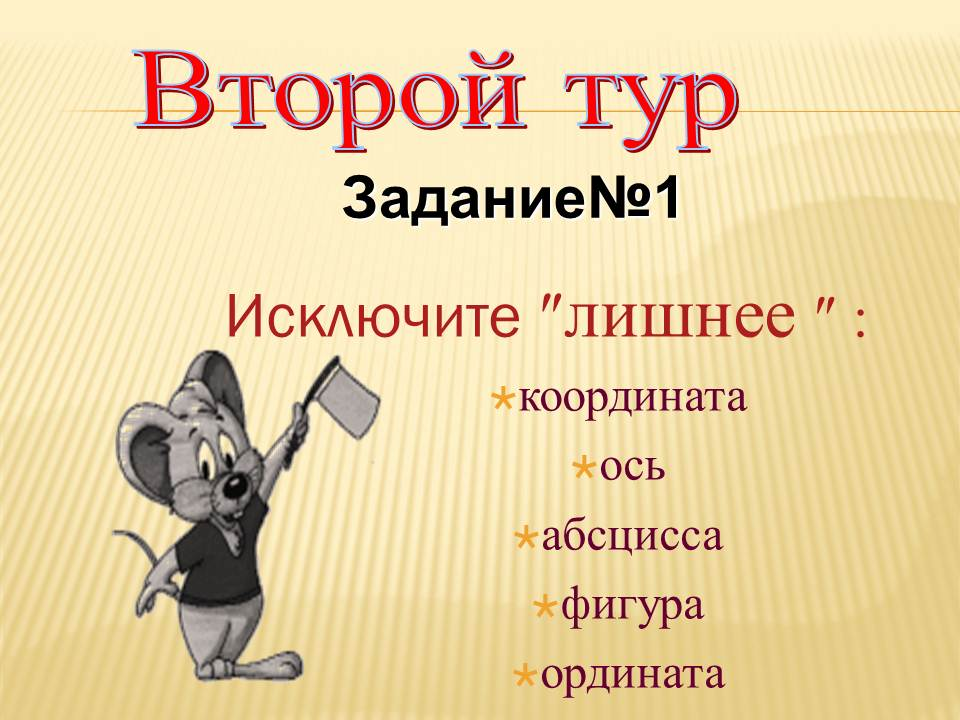 Второй тур
Задание№1
Исключите "лишнее " :
*координата
*ось
*абсцисса
*фигура
*ордината